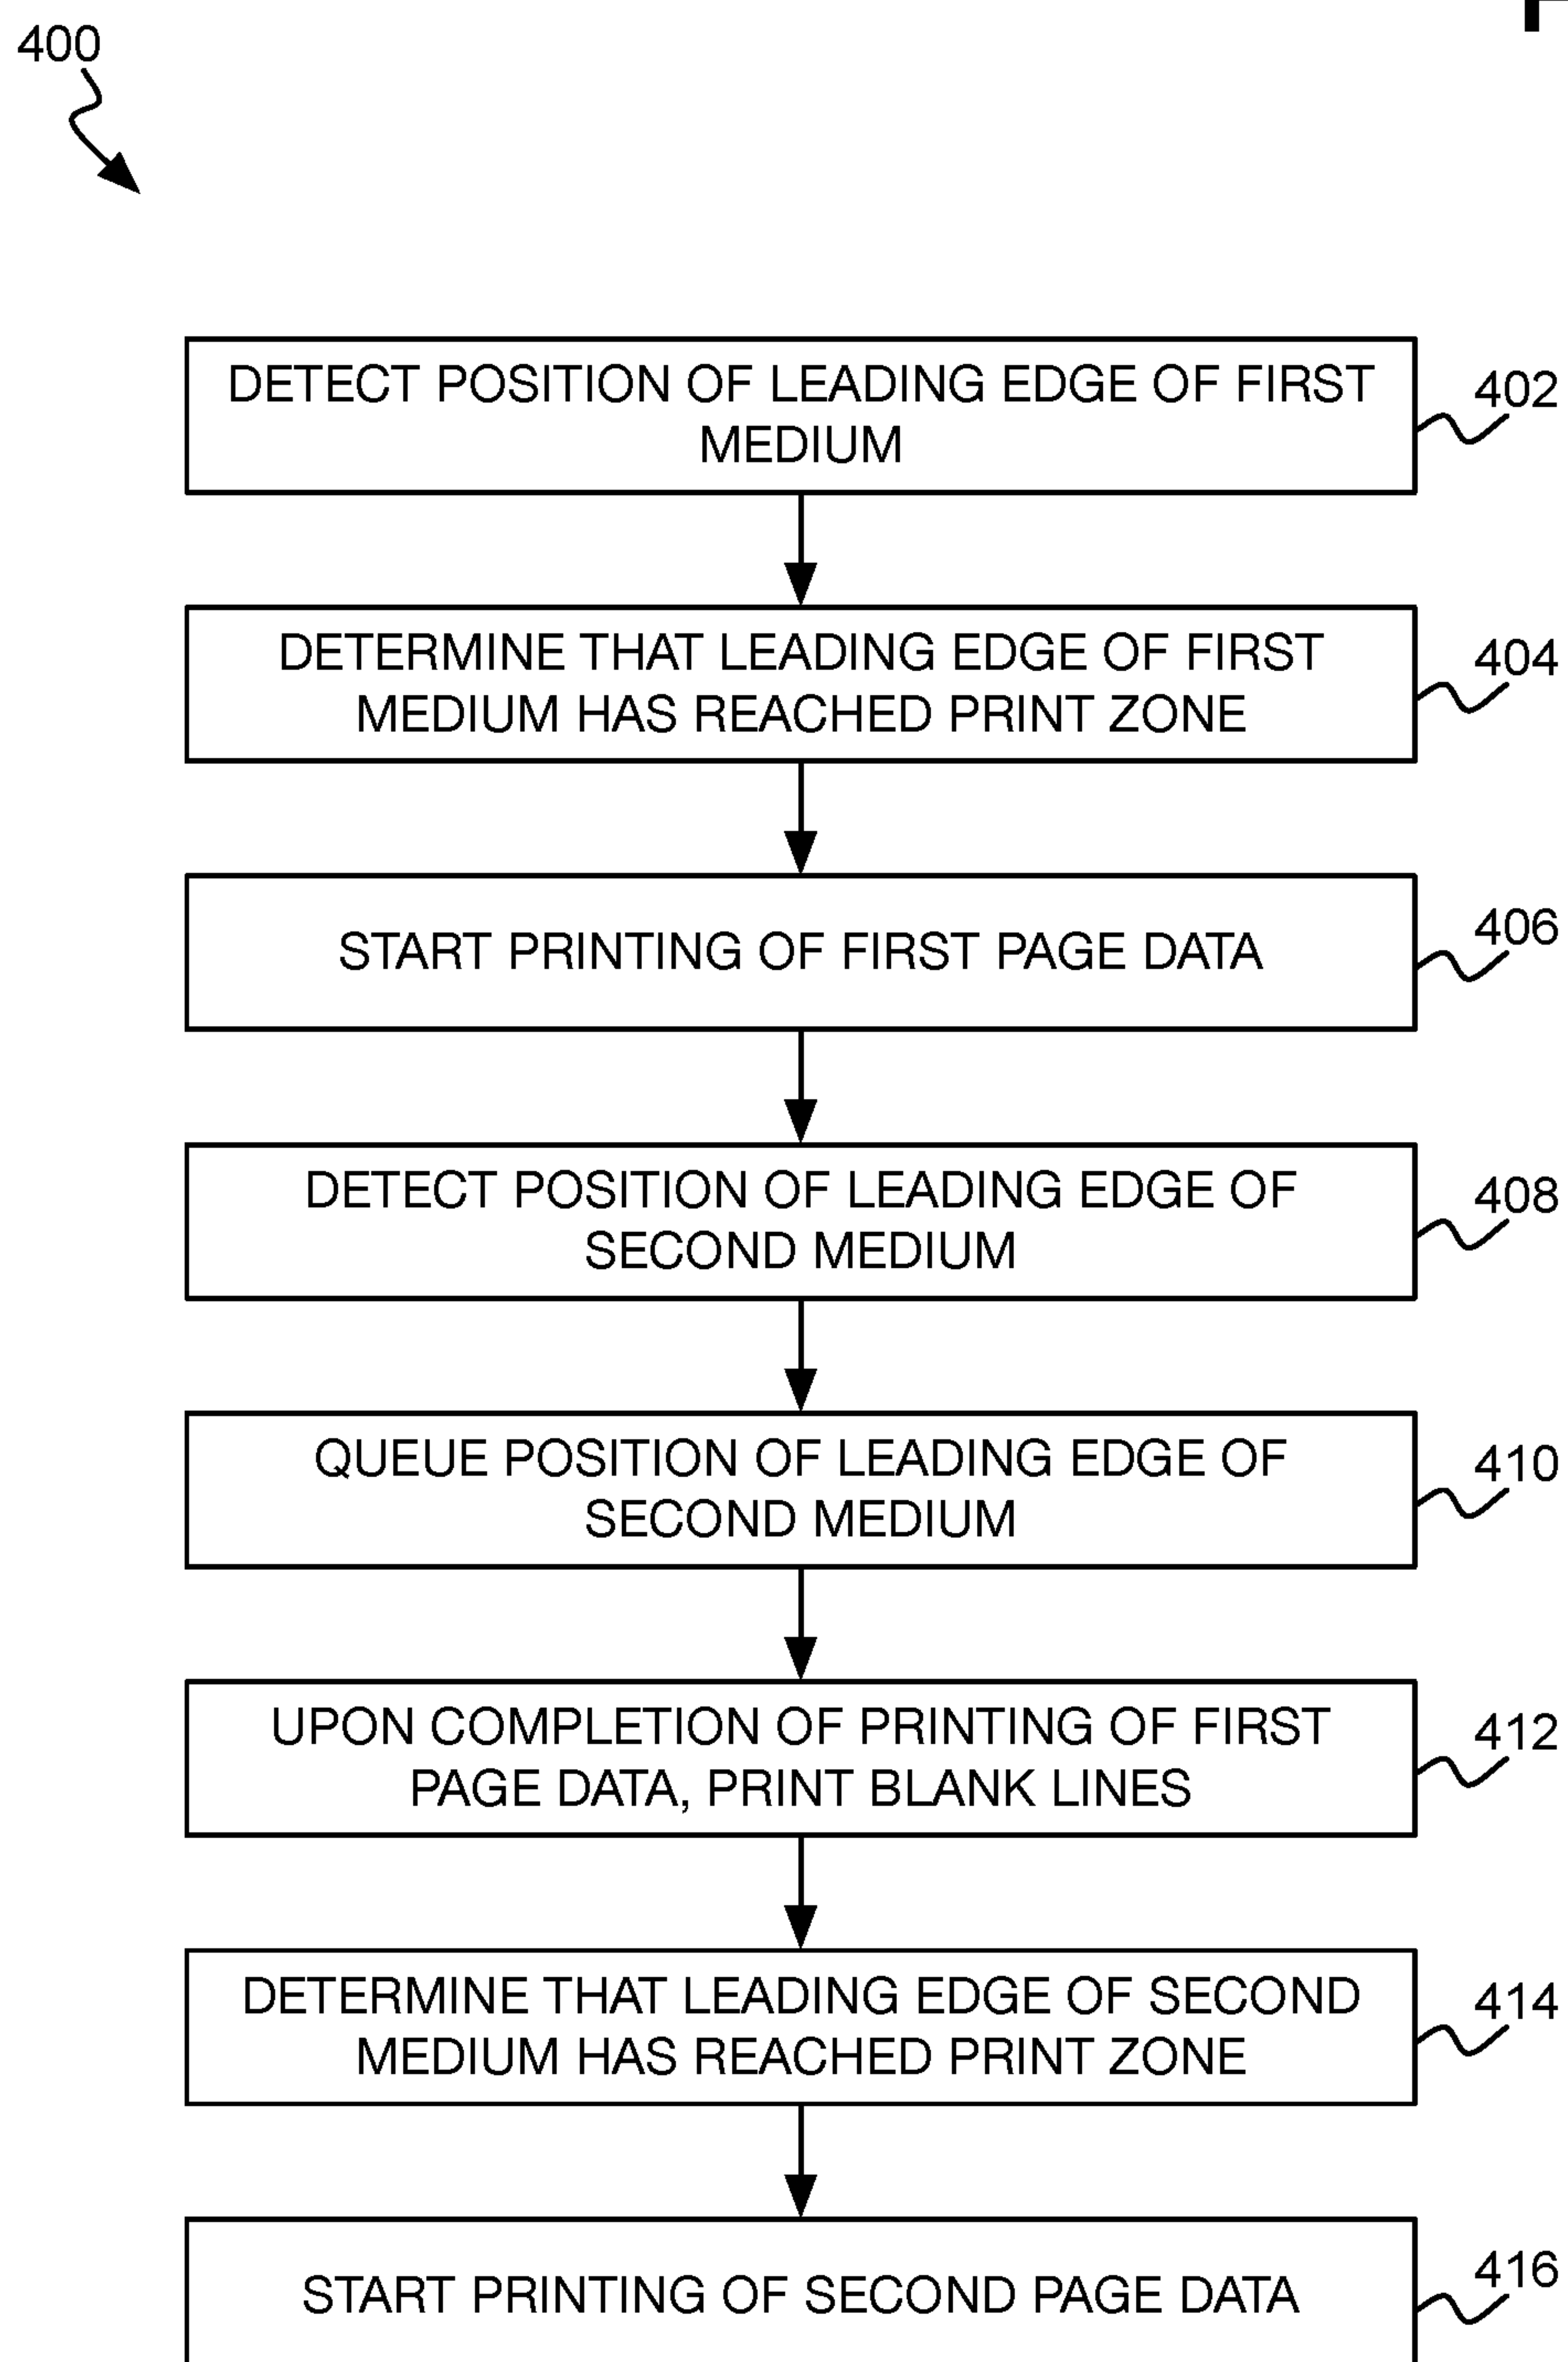 400
DETECT POSITION OF LEADING EDGE OF FIRST
MEDIUM
402
DETERMINE THAT LEADING EDGE OF FIRST
MEDIUM HAS REACHED PRINT ZONE
404
START PRINTING OF FIRST PAGE DATA
406
DETECT POSITION OF LEADING EDGE OF
SECOND MEDIUM
408
QUEUE POSITION OF LEADING EDGE OF
SECOND MEDIUM
410
UPON COMPLETION OF PRINTING OF FIRST
PAGE DATA, PRINT BLANK LINES
412
DETERMINE THAT LEADING EDGE OF SECOND
MEDIUM HAS REACHED PRINT ZONE
414
START PRINTING OF SECOND PAGE DATA
416